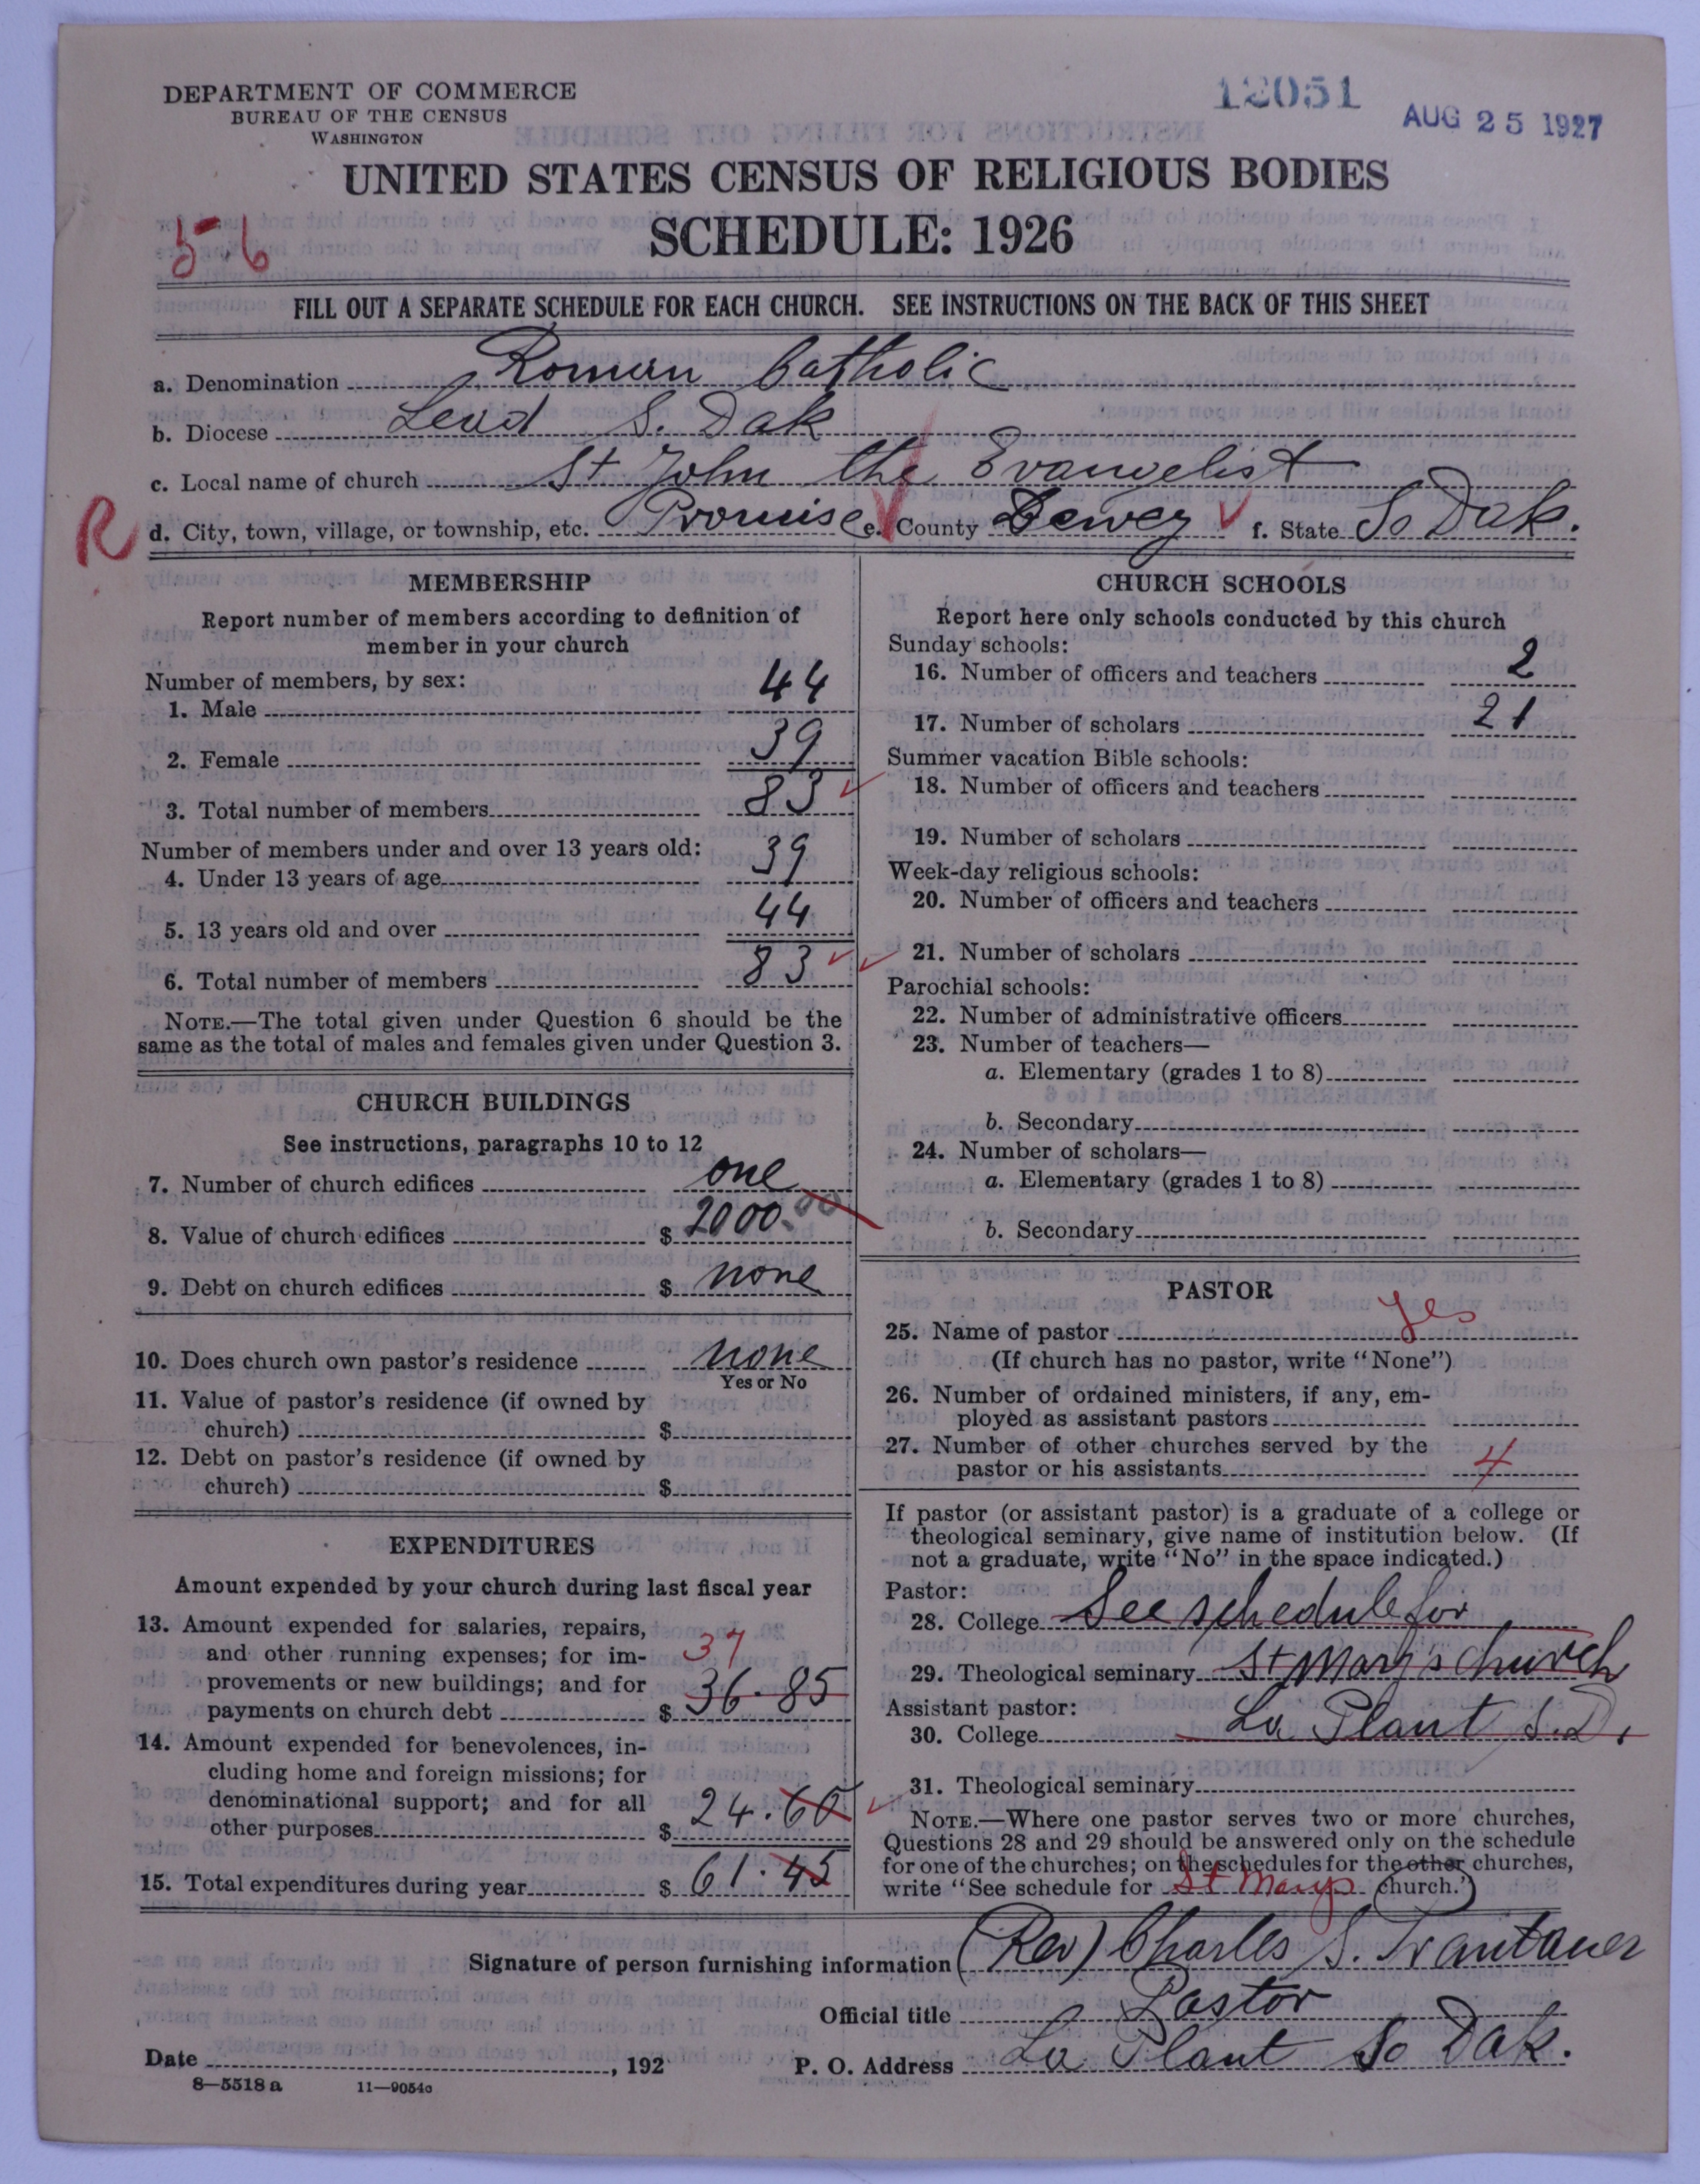 12051
AUG 25 1927
DEPARTMENT OF COMMERCE
BUREAU OF THE CENSUS
WASHINGTON
UNITED STATES CENSUS OF RELIGIOUS BODIES
SCHEDULE: 1926
5-6
FILL OUT A SEPARATE SCHEDULE FOR EACH CHURCH. SEE INSTRUCTIONS ON THE BACK OF THIS SHEET
a. Denomination Roman Catholic
b. Diocese Lead S. Dak
c. Local name of church St John the Evangelist
R d. City, town, village, or township, etc. Promise e. County Dewey f. State So Dak.
MEMBERSHIP
Report number of members according to definition of
member in your church
Number of members, by sex:
1. Male 44
2. Female 39
3. Total number of members 83
Number of members under and over 13 years old:
4. Under 13 years of age 39
5. 13 years old and over 44
6. Total number of members 83
NOTE.—The total given under Question 6 should be the
same as the total of males and females given under Question 3.
CHURCH BUILDINGS
See instructions, paragraphs 10 to 12
7. Number of church edifices one
8. Value of church edifices $ 2000.00
9. Debt on church edifices $ none
10. Does church own pastor's residence none
Yes or No
11. Value of pastor's residence (if owned by
church) $
12. Debt on pastor's residence (if owned by
church) $
EXPENDITURES
Amount expended by your church during last fiscal year
13. Amount expended for salaries, repairs,
and other running expenses; for im- 37
provements or new buildings; and for
payments on church debt $ 36.85
14. Amount expended for benevolences, in-
cluding home and foreign missions; for
denominational support; and for all
other purposes $ 24.60
15. Total expenditures during year $ 61.45
CHURCH SCHOOLS
Report here only schools conducted by this church
Sunday schools:
16. Number of officers and teachers 2
17. Number of scholars 21
Summer vacation Bible schools:
18. Number of officers and teachers
19. Number of scholars
Week-day religious schools:
20. Number of officers and teachers
21. Number of scholars
Parochial schools:
22. Number of administrative officers
23. Number of teachers—
a. Elementary (grades 1 to 8)
b. Secondary
24. Number of scholars—
a. Elementary (grades 1 to 8)
b. Secondary
PASTOR
25. Name of pastor Yes
(If church has no pastor, write "None")
26. Number of ordained ministers, if any, em-
ployed as assistant pastors
27. Number of other churches served by the
pastor or his assistants 4
If pastor (or assistant pastor) is a graduate of a college or
theological seminary, give name of institution below. (If
not a graduate, write "No" in the space indicated.)
Pastor:
28. College See schedule for
29. Theological seminary St Mary's church
Assistant pastor:
30. College La Plant S.D.
31. Theological seminary
NOTE.—Where one pastor serves two or more churches,
Questions 28 and 29 should be answered only on the schedule
for one of the churches; on the schedules for the other churches,
write "See schedule for St Marys church.")
Signature of person furnishing information (Rev) Charles S. Trantauer
Official title Pastor
Date , 192 P. O. Address La Plant So Dak.
8—5518 a 11—9054c